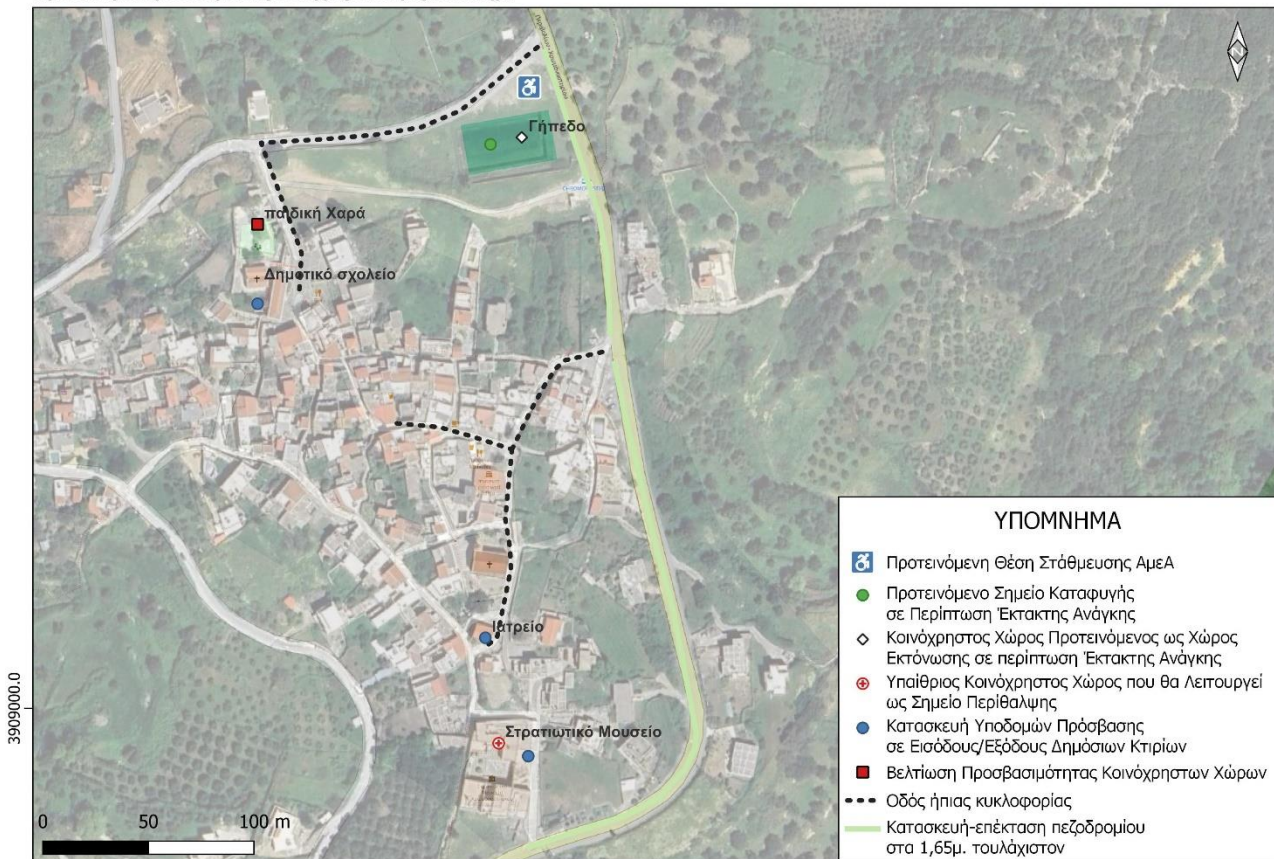 Γήπεδο
παιδική Χαρά
Δημοτικό σχολείο
Ιατρείο
Στρατιωτικό Μουσείο
3909000.0
0 50 100 m
N
ΥΠΟΜΝΗΜΑ
Προτεινόμενη Θέση Στάθμευσης ΑμεΑ
Προτεινόμενο Σημείο Καταφυγής
σε Περίπτωση Έκτακτης Ανάγκης
Κοινόχρηστος Χώρος Προτεινόμενος ως Χώρος
Εκτόνωσης σε περίπτωση Έκτακτης Ανάγκης
Υπαίθριος Κοινόχρηστος Χώρος που θα Λειτουργεί
ως Σημείο Περίθαλψης
Κατασκευή Υποδομών Πρόσβασης
σε Εισόδους/Εξόδους Δημόσιων Κτιρίων
Βελτίωση Προσβασιμότητας Κοινόχρηστων Χώρων
Οδός ήπιας κυκλοφορίας
Κατασκευή-επέκταση πεζοδρομίου
στα 1,65μ. τουλάχιστον